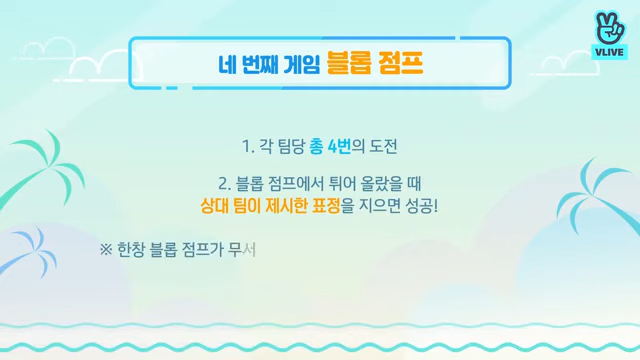 VLIVE
네 번째 게임 블롭 점프
1. 각 팀당 총 4번의 도전
2. 블롭 점프에서 튀어 올랐을 때
상대 팀이 제시한 표정을 지으면 성공!
※ 한창 블롭 점프가 무서